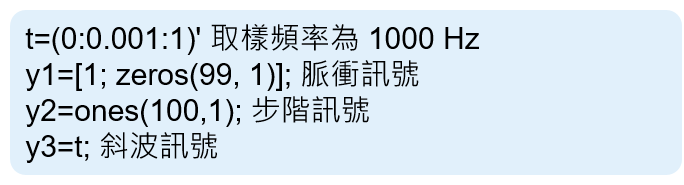 t=(0:0.001:1)' 取樣頻率為 1000 Hz
y1=[1; zeros(99, 1)]; 脈衝訊號
y2=ones(100,1); 步階訊號
y3=t; 斜波訊號